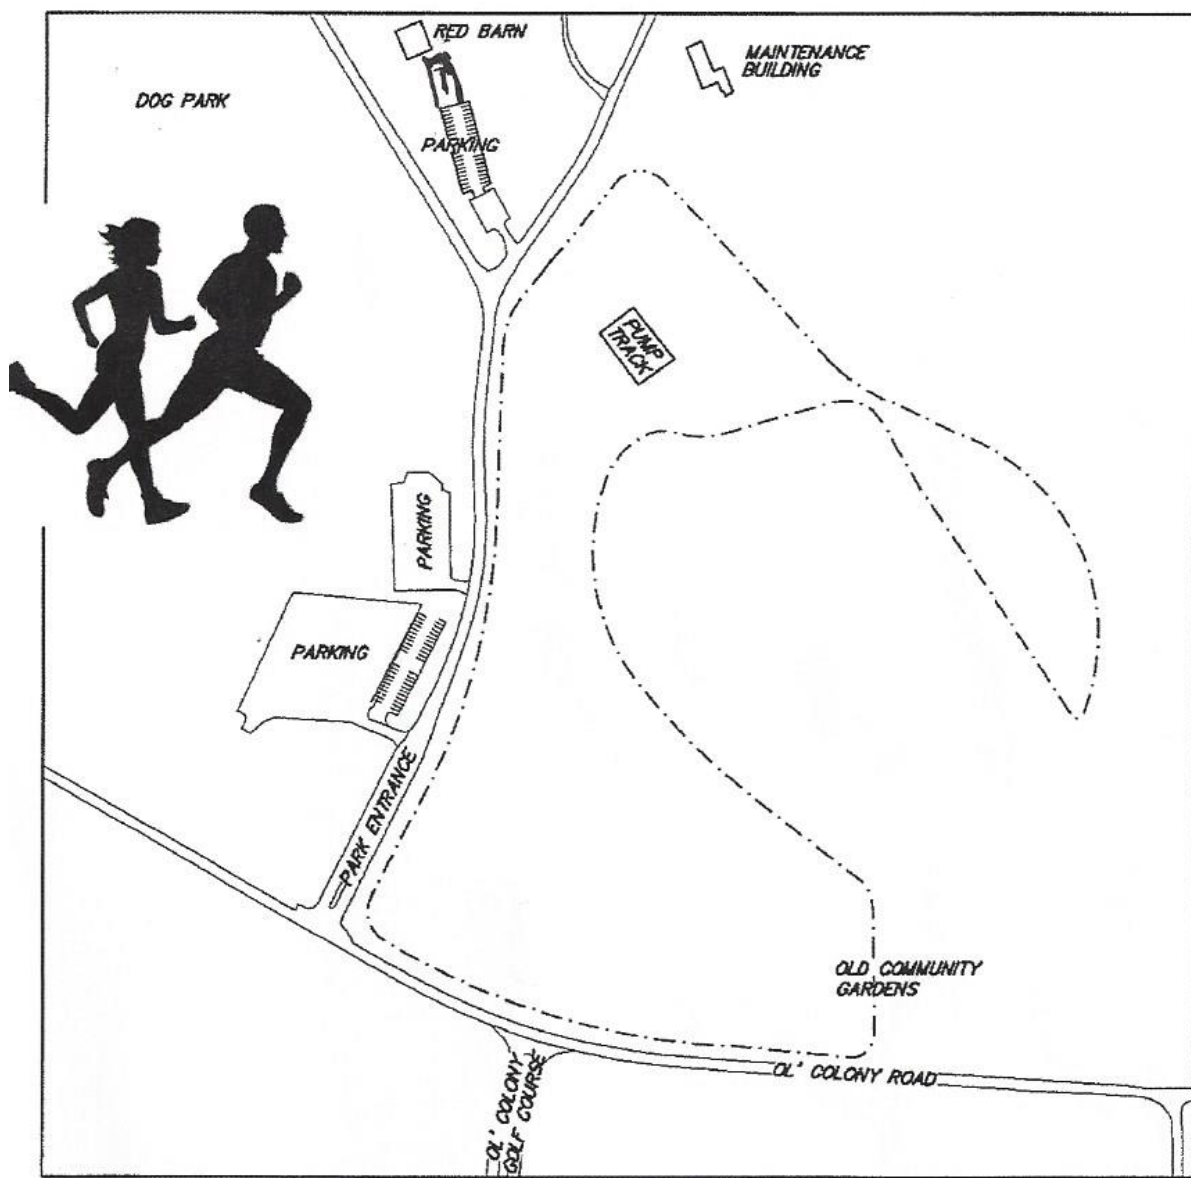 RED BARN
MAINTENANCE
BUILDING
DOG PARK
PARKING
PUMP
TRACK
PARKING
PARKING
PARK ENTRANCE
OLD COMMUNITY
GARDENS
OL' COLONY ROAD
OL' COLONY
GOLF COURSE